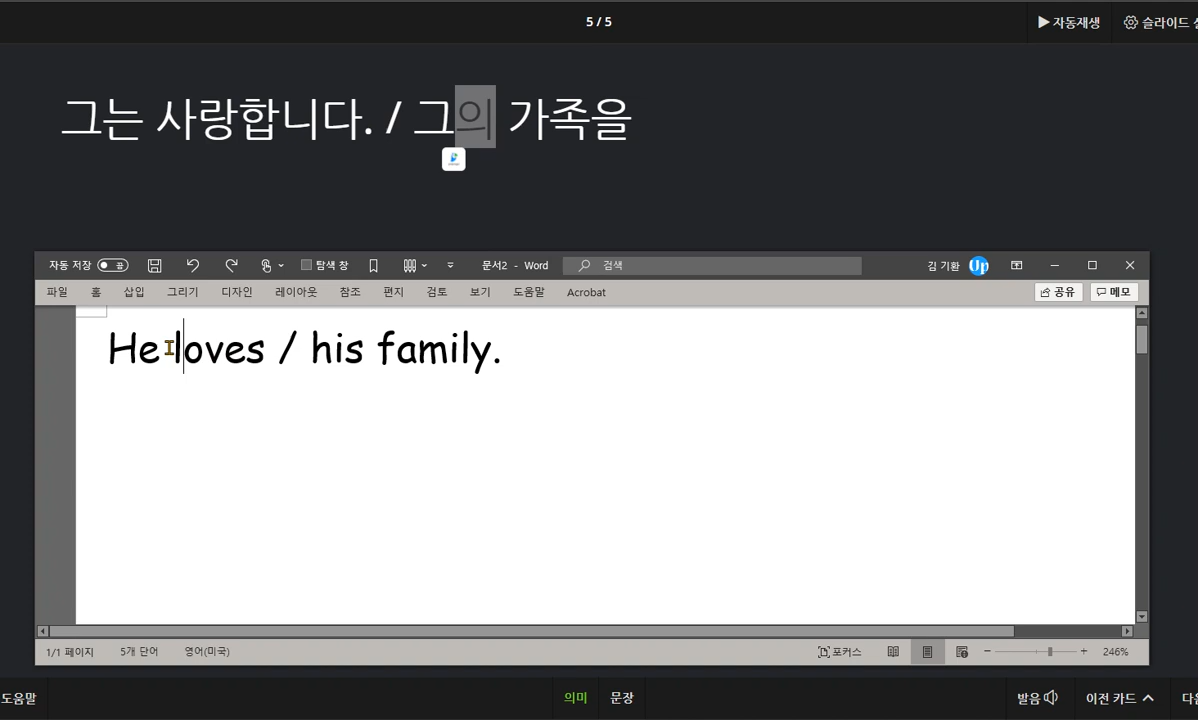 5 / 5
자동재생
슬라이드
그는 사랑합니다. / 그의 가족을
자동 저장 끔 탐색 창 문서2 - Word 검색 김 기환 Up
파일 홈 삽입 그리기 디자인 레이아웃 참조 편지 검토 보기 도움말 Acrobat 공유 메모
He loves / his family.
1/1 페이지 5개 단어 영어(미국) 포커스 246%
도움말 의미 문장 발음 이전 카드